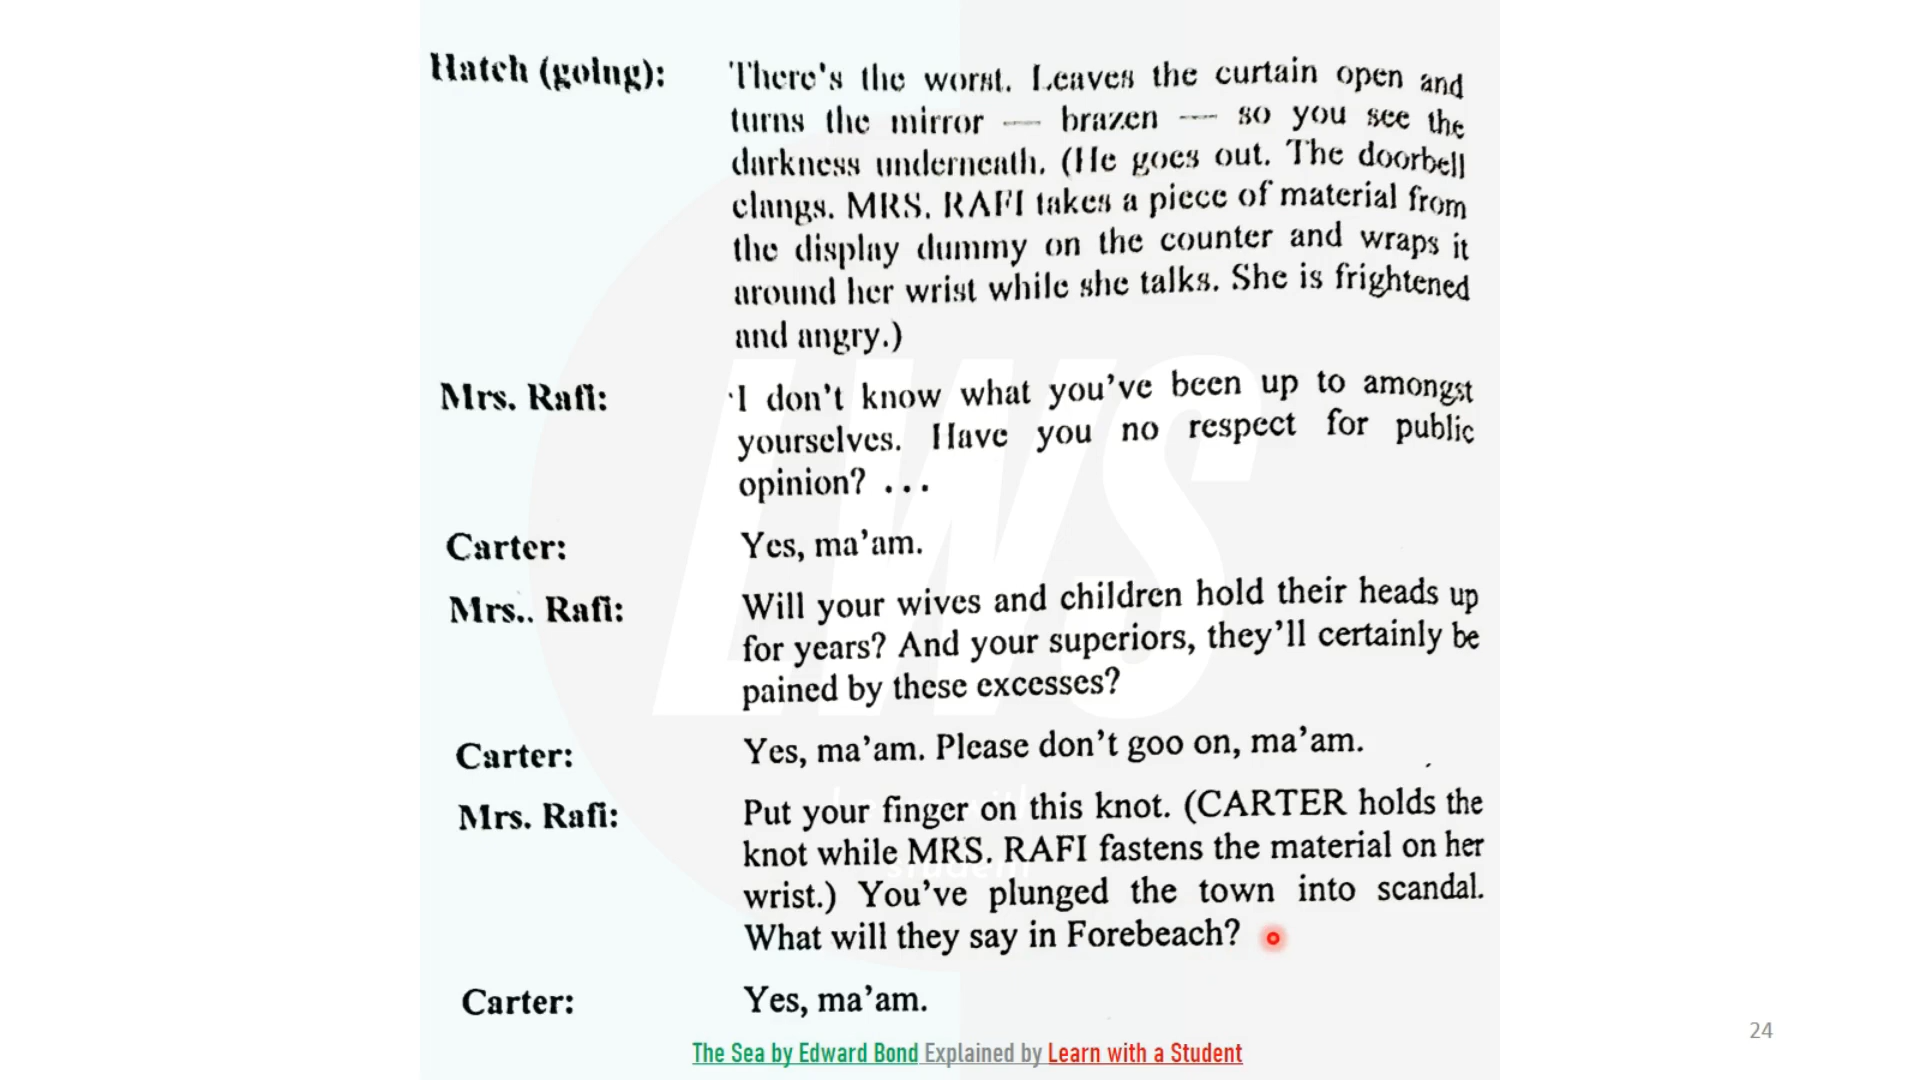 Hatch (going): There's the worst. Leaves the curtain open and
turns the mirror — brazen — so you see the
darkness underneath. (He goes out. The doorbell
clangs. MRS. RAFI takes a piece of material from
the display dummy on the counter and wraps it
around her wrist while she talks. She is frightened
and angry.)
Mrs. Rafi: I don't know what you've been up to amongst
yourselves. Have you no respect for public
opinion? . . .
Carter: Yes, ma'am.
Mrs.. Rafi: Will your wives and children hold their heads up
for years? And your superiors, they'll certainly be
pained by these excesses?
Carter: Yes, ma'am. Please don't goo on, ma'am.
Mrs. Rafi: Put your finger on this knot. (CARTER holds the
knot while MRS. RAFI fastens the material on her
wrist.) You've plunged the town into scandal.
What will they say in Forebeach?
Carter: Yes, ma'am.
LWS
24
The Sea by Edward Bond Explained by Learn with a Student